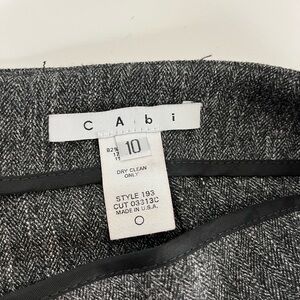 CAbi
10
DRY CLEAN
ONLY
STYLE 193
CUT 03313C
MADE IN U.S.A.